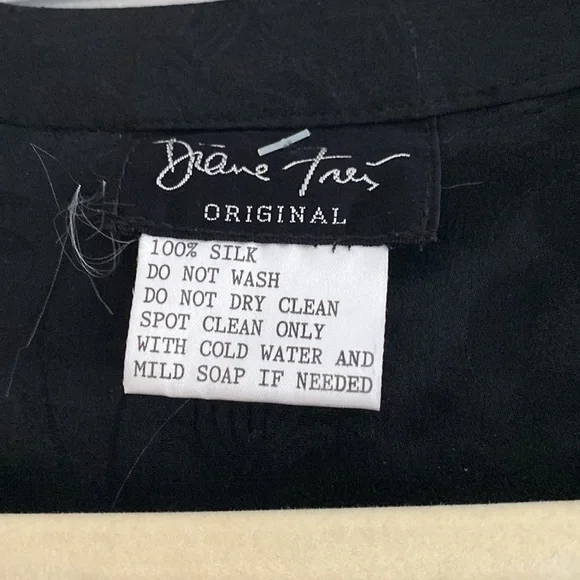 Diane Tres
ORIGINAL
100% SILK
DO NOT WASH
DO NOT DRY CLEAN
SPOT CLEAN ONLY
WITH COLD WATER AND
MILD SOAP IF NEEDED